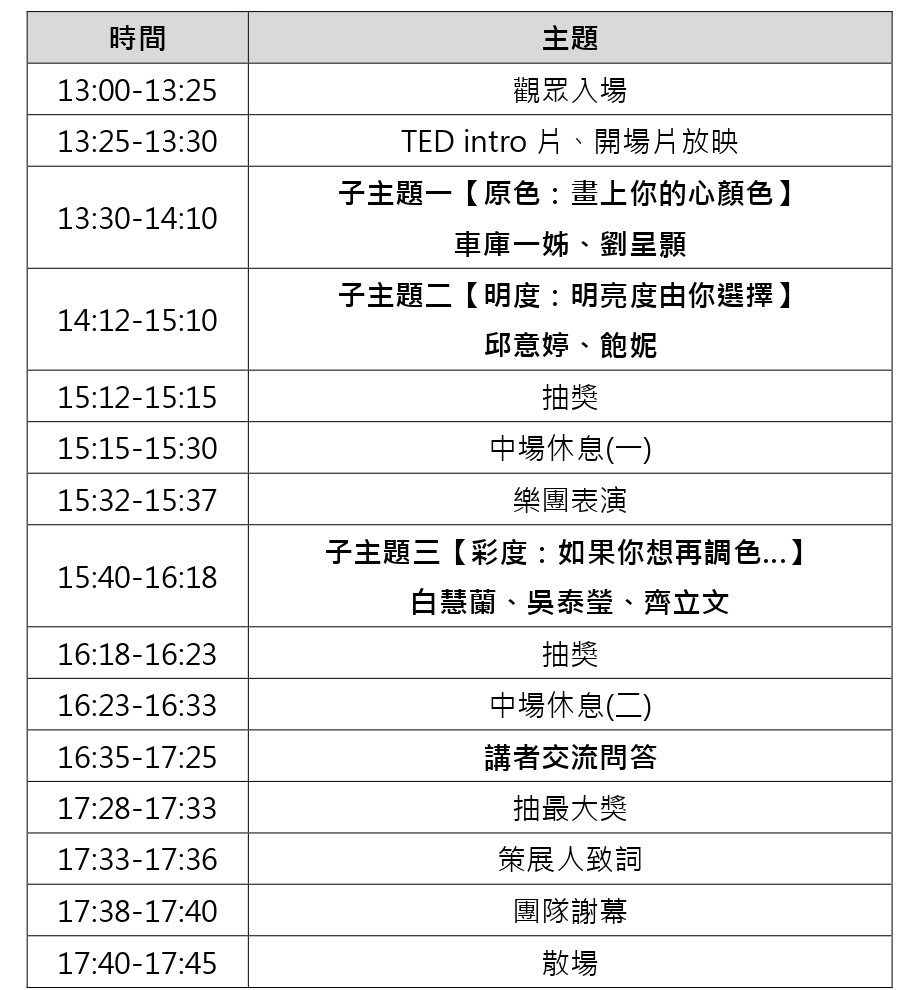 時間 主題
13:00-13:25 觀眾入場
13:25-13:30 TED intro 片、開場片放映
13:30-14:10 子主題一【原色：畫上你的心顏色】
車庫一姊、劉呈顥
14:12-15:10 子主題二【明度：明亮度由你選擇】
邱意婷、飽妮
15:12-15:15 抽獎
15:15-15:30 中場休息(一)
15:32-15:37 樂團表演
15:40-16:18 子主題三【彩度：如果你想再調色...】
白慧蘭、吳泰瑩、齊立文
16:18-16:23 抽獎
16:23-16:33 中場休息(二)
16:35-17:25 講者交流問答
17:28-17:33 抽最大獎
17:33-17:36 策展人致詞
17:38-17:40 團隊謝幕
17:40-17:45 散場